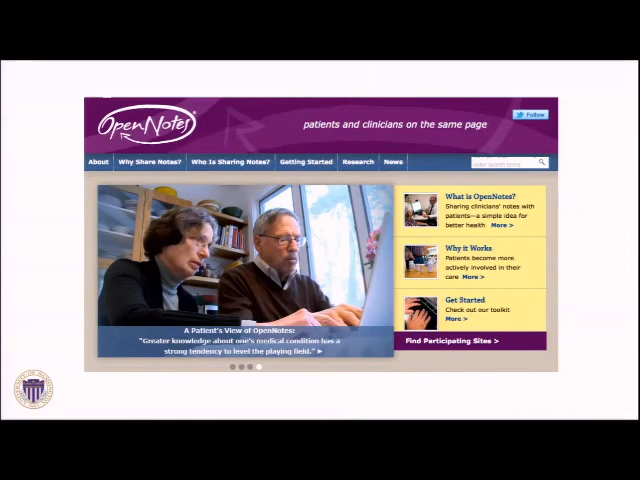 OpenNotes®
patients and clinicians on the same page
Follow
About
Why Share Notes?
Who Is Sharing Notes?
Getting Started
Research
News
enter search terms
What is OpenNotes?
Sharing clinicians' notes with
patients—a simple idea for
better health More >
Why it Works
Patients become more
actively involved in their
care More >
Get Started
Check out our toolkit
More >
A Patient's View of OpenNotes:
"Greater knowledge about one's medical condition has a
strong tendency to level the playing field." ►
Find Participating Sites >